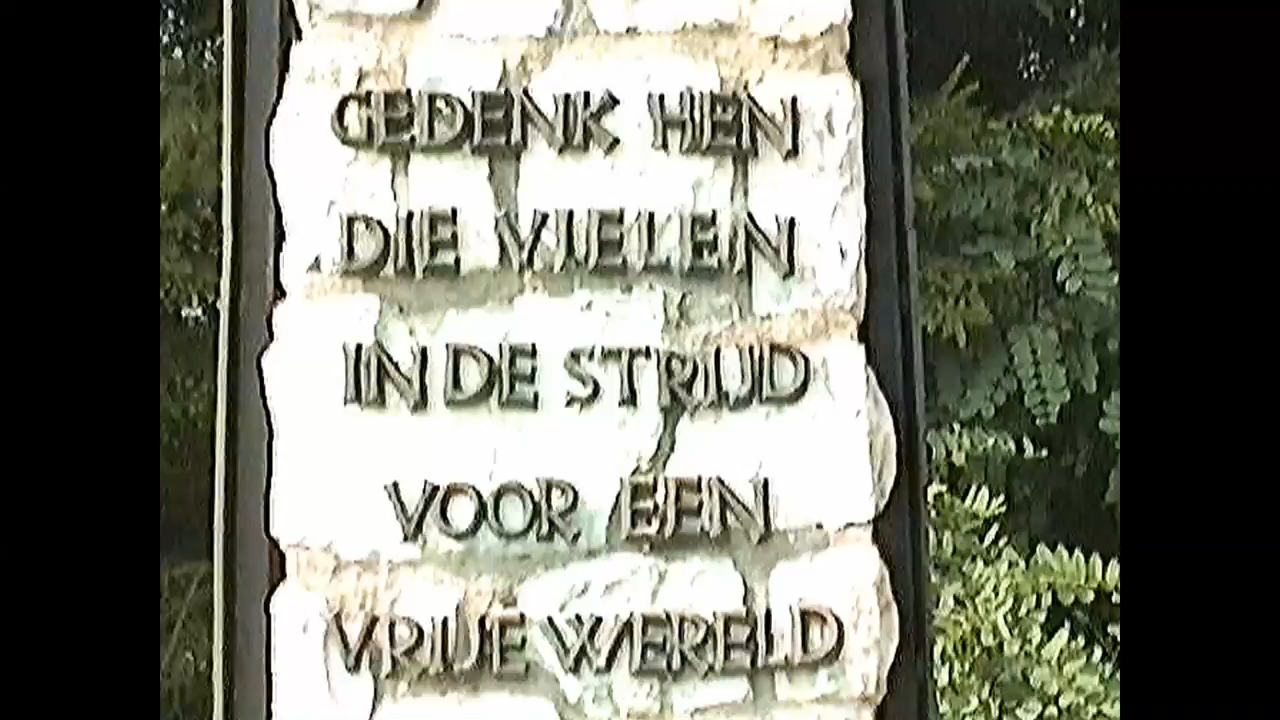 GEDENK HEN
DIE VIELEN
IN DE STRIJD
VOOR EEN
VRIJE WERELD